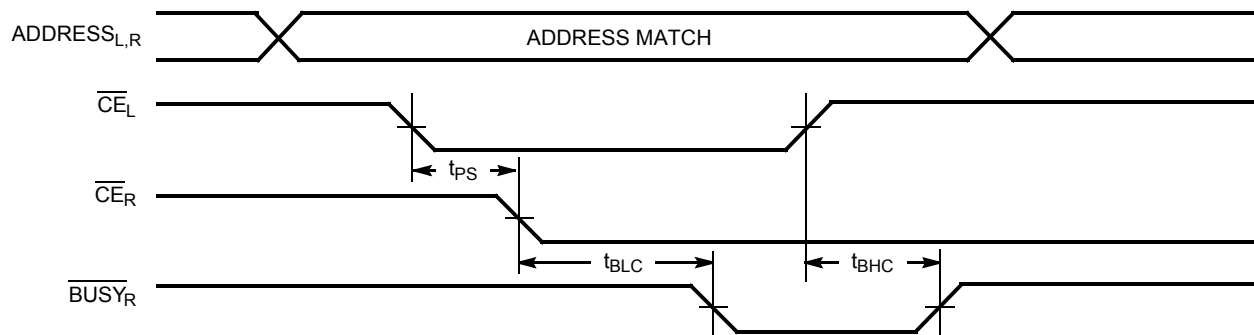 ADDRESS_L,R
ADDRESS MATCH
CE_L
t_PS
CE_R
t_BLC
t_BHC
BUSY_R